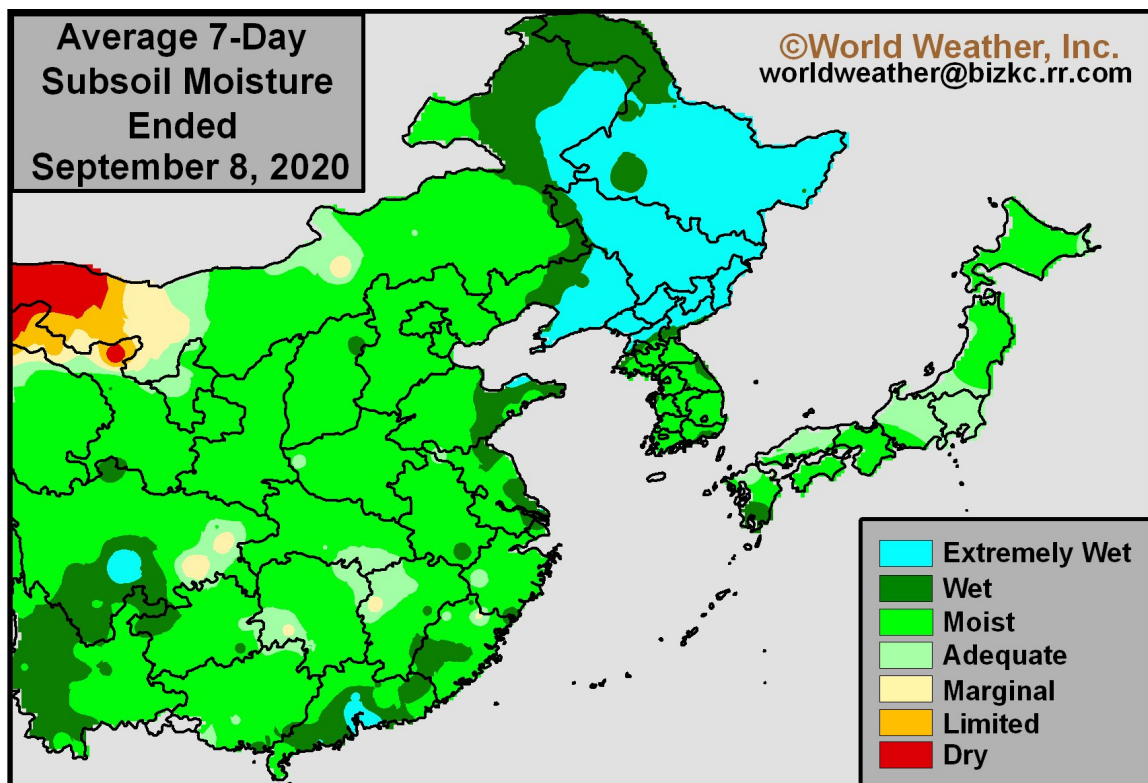 Average 7-Day
Subsoil Moisture
Ended
September 8, 2020
©World Weather, Inc.
worldweather@bizkc.rr.com
Extremely Wet
Wet
Moist
Adequate
Marginal
Limited
Dry